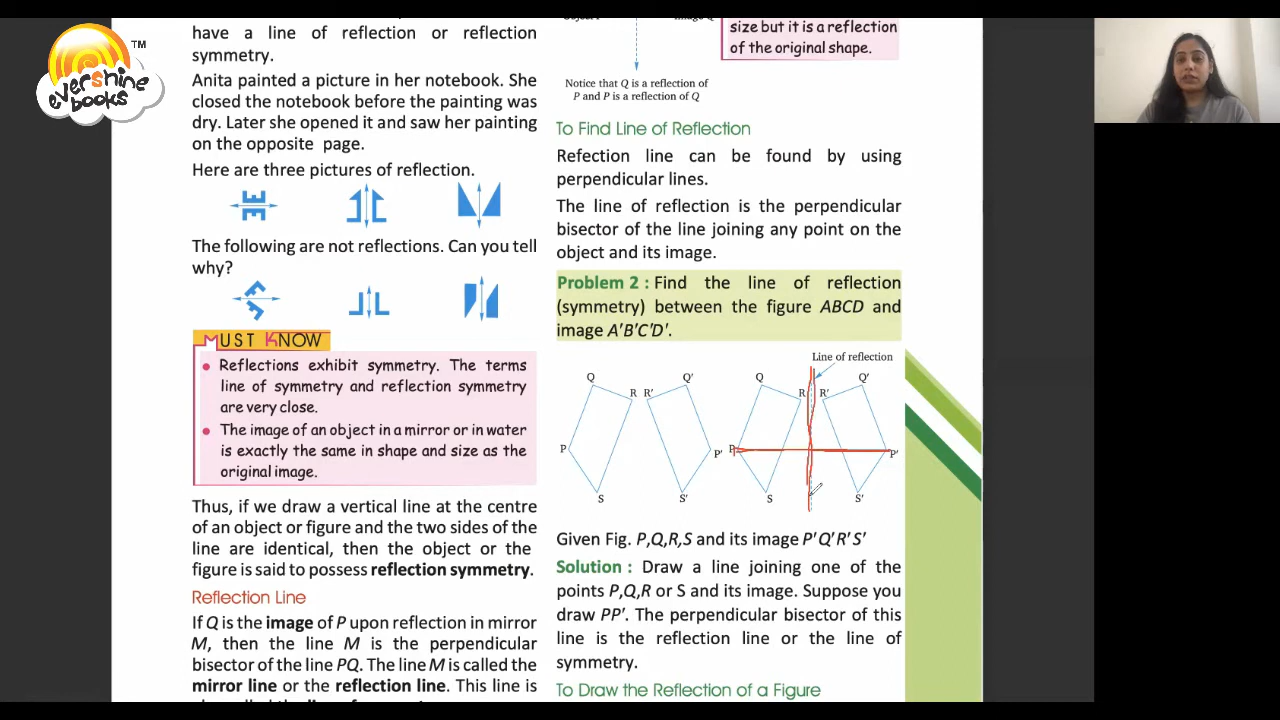 TM
evershine
books
have a line of reflection or reflection
symmetry.
Anita painted a picture in her notebook. She
closed the notebook before the painting was
dry. Later she opened it and saw her painting
on the opposite page.
Here are three pictures of reflection.
The following are not reflections. Can you tell
why?
MUST KNOW
Reflections exhibit symmetry. The terms
line of symmetry and reflection symmetry
are very close.
The image of an object in a mirror or in water
is exactly the same in shape and size as the
original image.
Thus, if we draw a vertical line at the centre
of an object or figure and the two sides of the
line are identical, then the object or the
figure is said to possess reflection symmetry.
Reflection Line
If Q is the image of P upon reflection in mirror
M, then the line M is the perpendicular
bisector of the line PQ. The line M is called the
mirror line or the reflection line. This line is
size but it is a reflection
of the original shape.
Notice that Q is a reflection of
P and P is a reflection of Q
To Find Line of Reflection
Refection line can be found by using
perpendicular lines.
The line of reflection is the perpendicular
bisector of the line joining any point on the
object and its image.
Problem 2 : Find the line of reflection
(symmetry) between the figure ABCD and
image A'B'C'D'.
Line of reflection
Q Q' Q Q'
R R' R R'
P P' P P'
S S' S S'
Given Fig. P,Q,R,S and its image P'Q'R'S'
Solution : Draw a line joining one of the
points P,Q,R or S and its image. Suppose you
draw PP'. The perpendicular bisector of this
line is the reflection line or the line of
symmetry.
To Draw the Reflection of a Figure